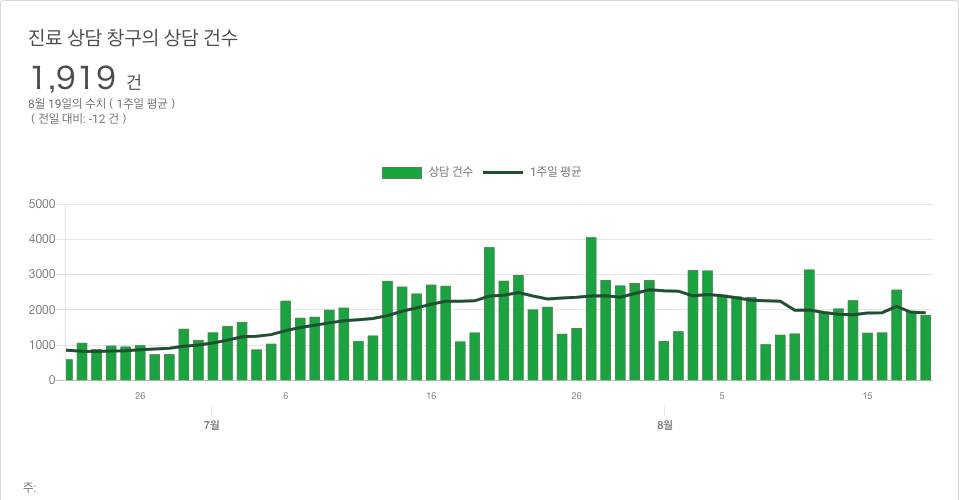 진료 상담 창구의 상담 건수
1,919 건
8월 19일의 수치 ( 1주일 평균 )
( 전일 대비: -12 건 )
상담 건수 1주일 평균
5000
4000
3000
2000
1000
0
26 6 16 26 5 15
7월 8월
주: